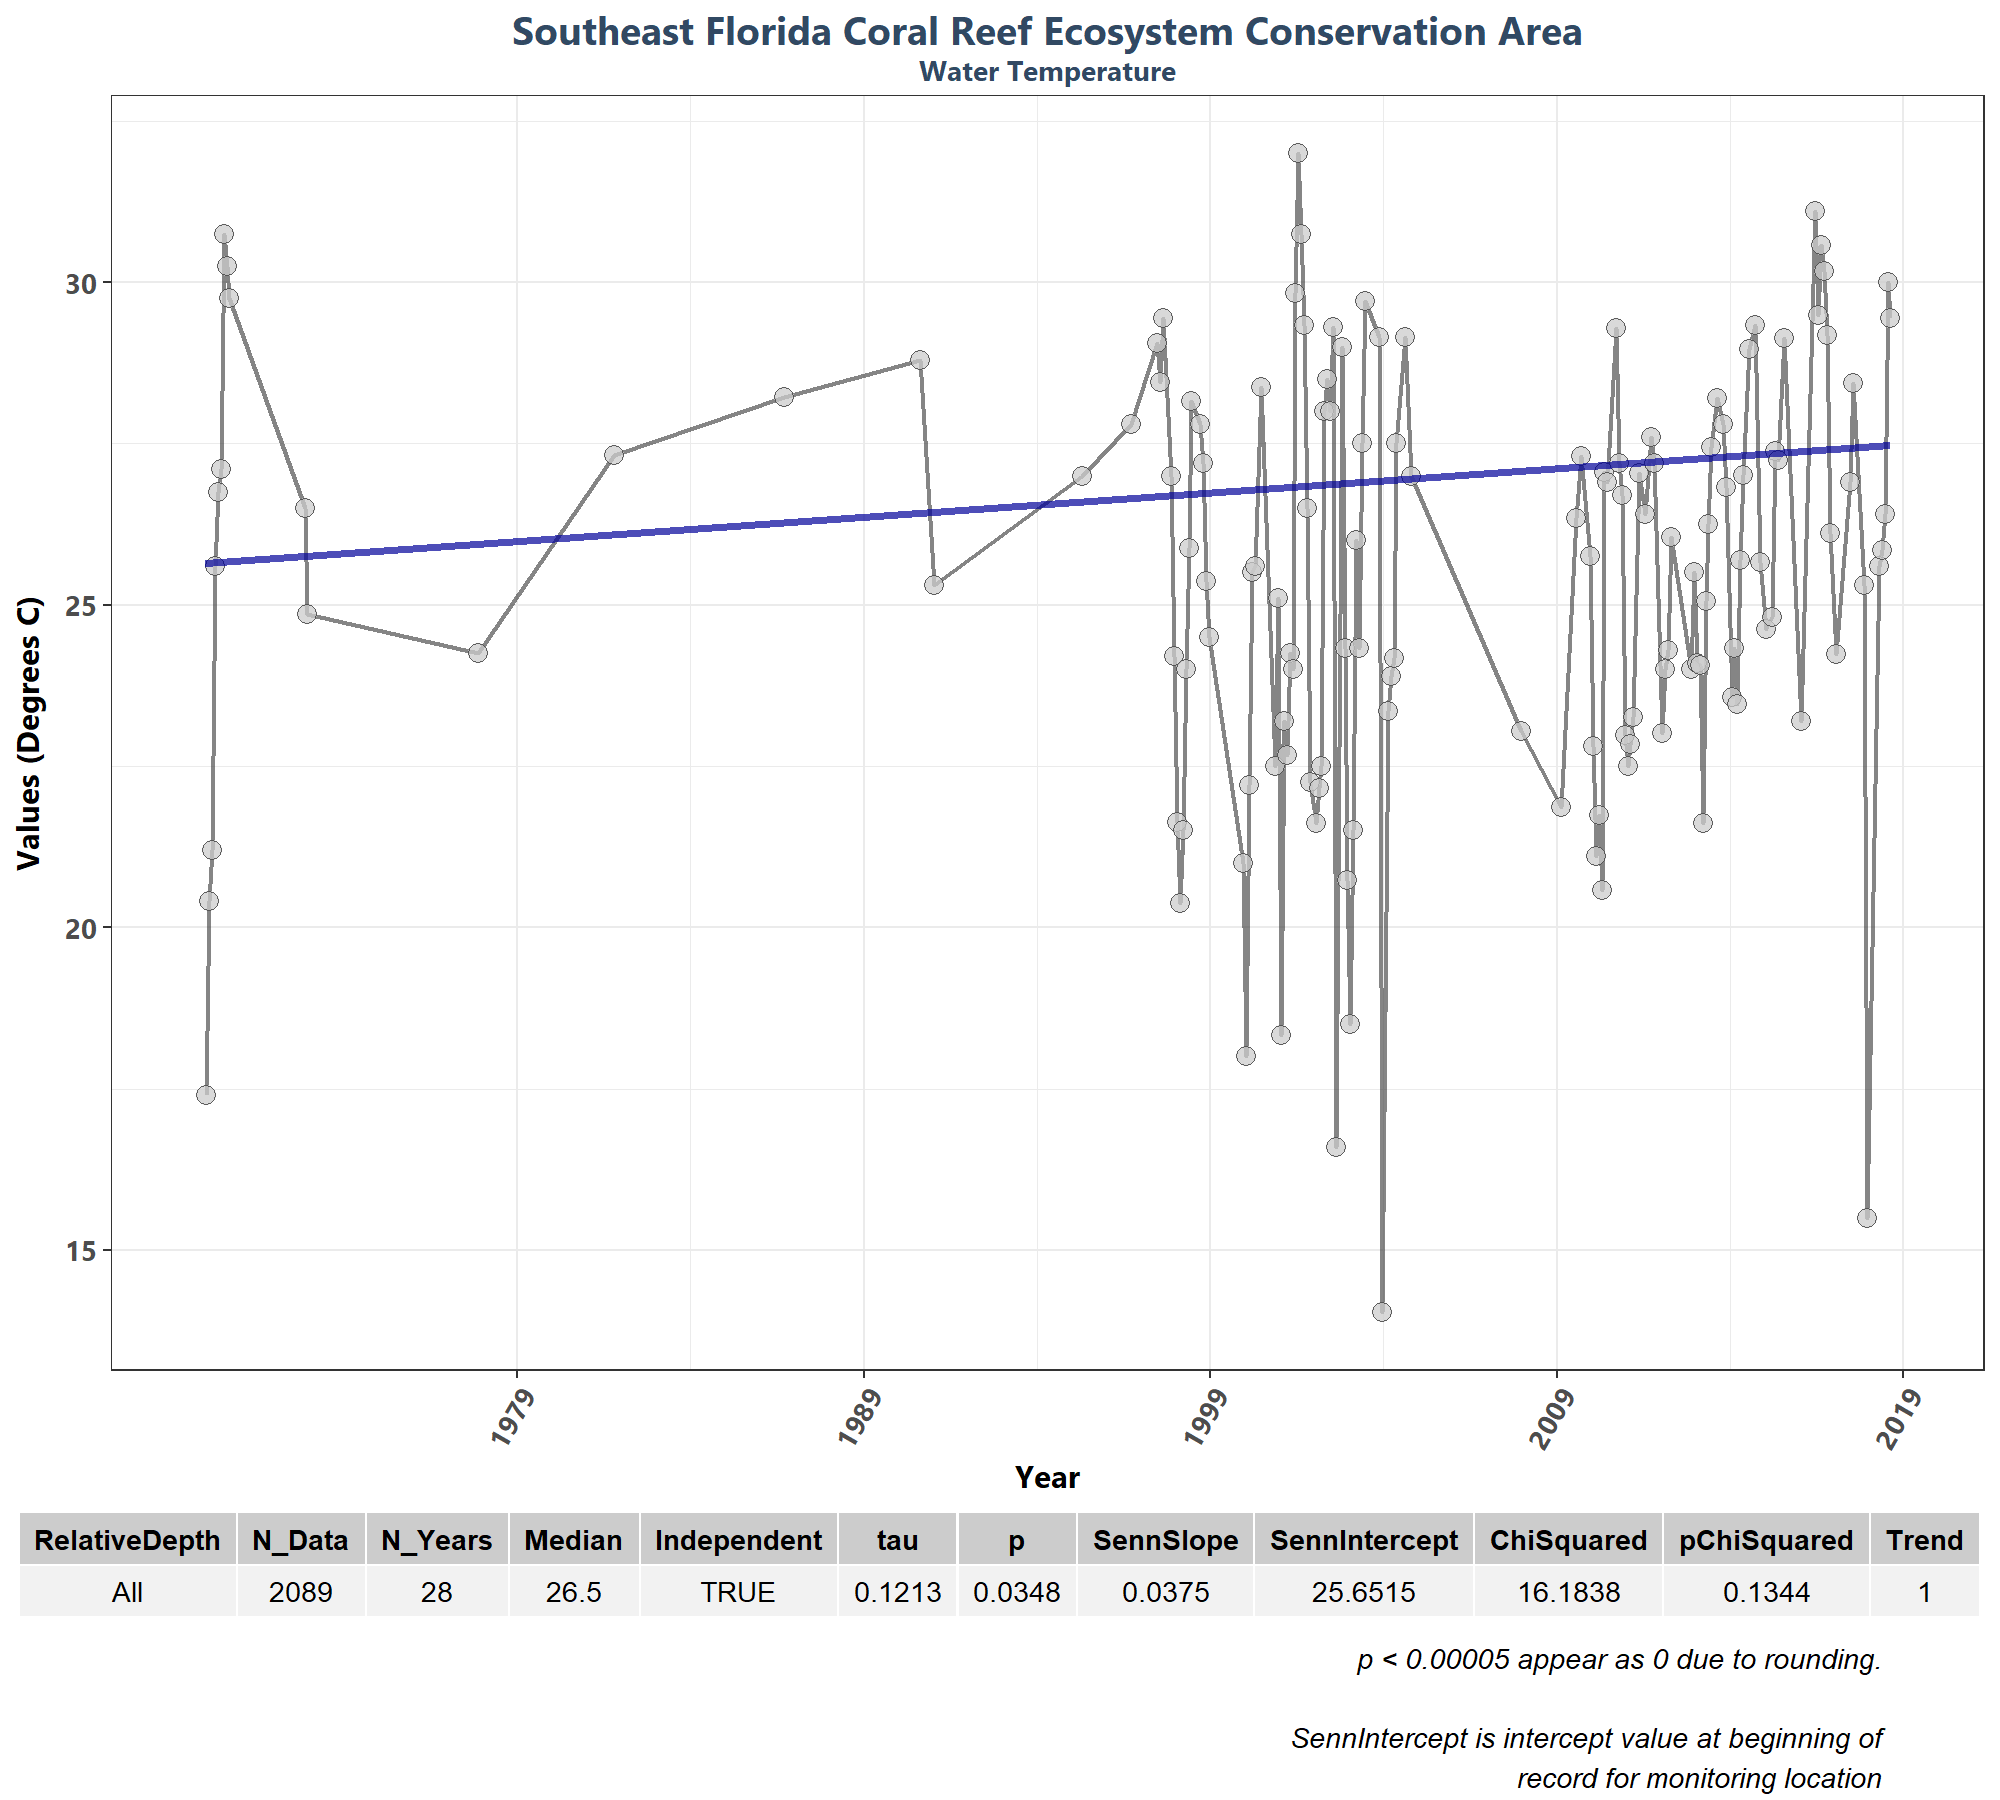 Southeast Florida Coral Reef Ecosystem Conservation Area
Water Temperature
Values (Degrees C)
30
25
20
15
1979
1989
1999
2009
2019
Year
RelativeDepth N_Data N_Years Median Independent tau p SennSlope SennIntercept ChiSquared pChiSquared Trend
All 2089 28 26.5 TRUE 0.1213 0.0348 0.0375 25.6515 16.1838 0.1344 1
p < 0.00005 appear as 0 due to rounding.
SennIntercept is intercept value at beginning of
record for monitoring location